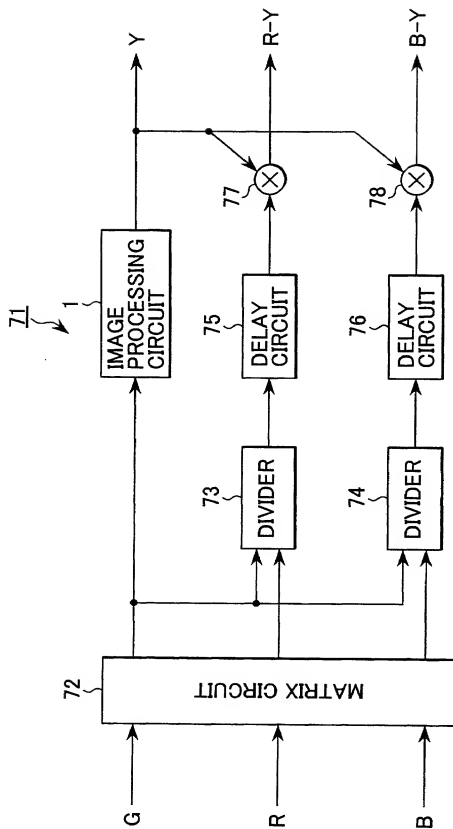 71
G
R
B
72
MATRIX CIRCUIT
1
IMAGE
PROCESSING
CIRCUIT
Y
73
DIVIDER
75
DELAY
CIRCUIT
77
R-Y
74
DIVIDER
76
DELAY
CIRCUIT
78
B-Y